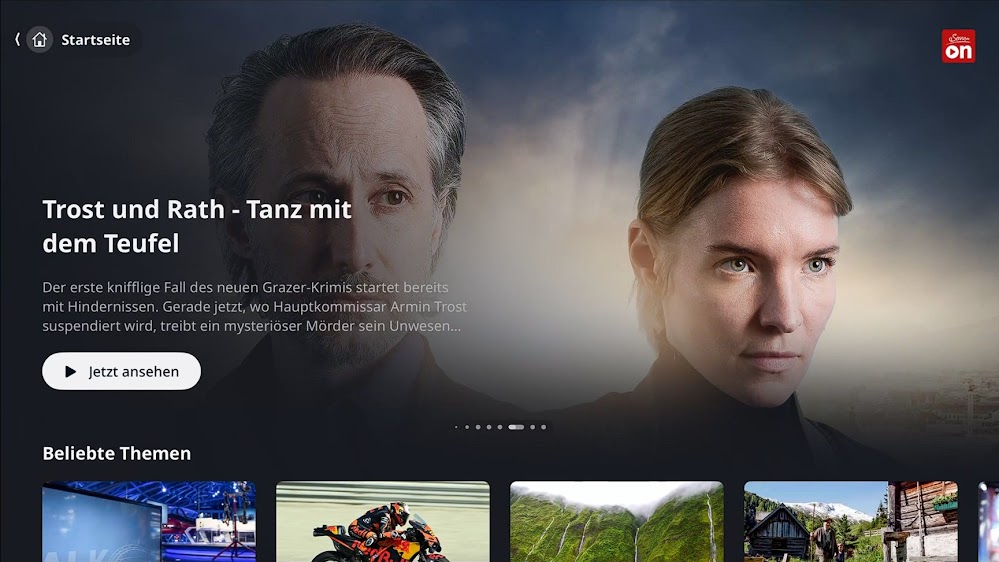 Startseite
on
Trost und Rath - Tanz mit
dem Teufel
Der erste knifflige Fall des neuen Grazer-Krimis startet bereits
mit Hindernissen. Gerade jetzt, wo Hauptkommissar Armin Trost
suspendiert wird, treibt ein mysteriöser Mörder sein Unwesen...
Jetzt ansehen
Beliebte Themen